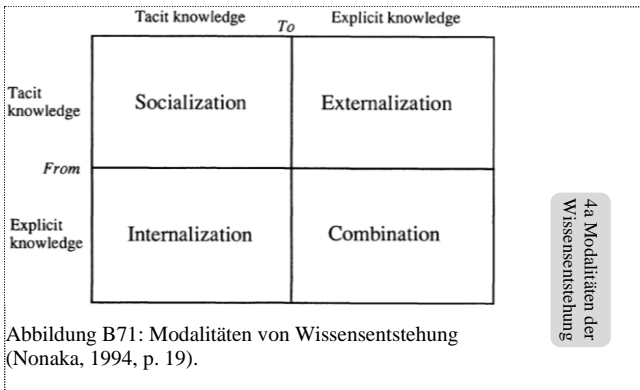 Tacit knowledge To Explicit knowledge
Tacit
knowledge
Socialization Externalization
From
Explicit
knowledge
Internalization Combination
4a Modalitäten der
Wissensentstehung
Abbildung B71: Modalitäten von Wissensentstehung
(Nonaka, 1994, p. 19).